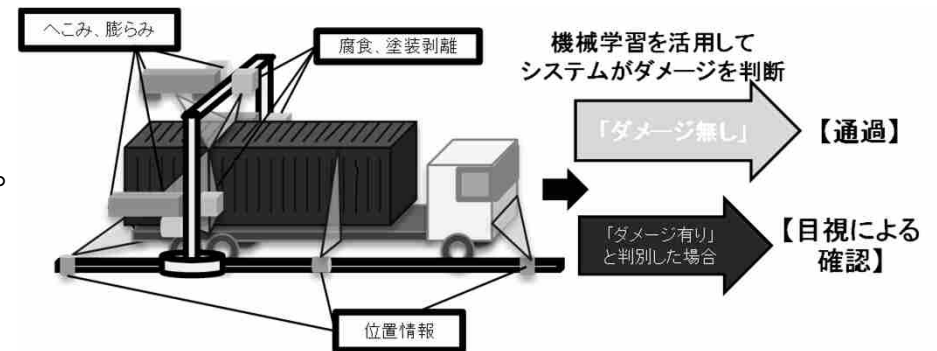 へこみ、膨らみ
腐食、塗装剥離
機械学習を活用して
システムがダメージを判断
「ダメージ無し」
【通過】
。
「ダメージ有り」
と判別した場合
【目視による
確認】
位置情報